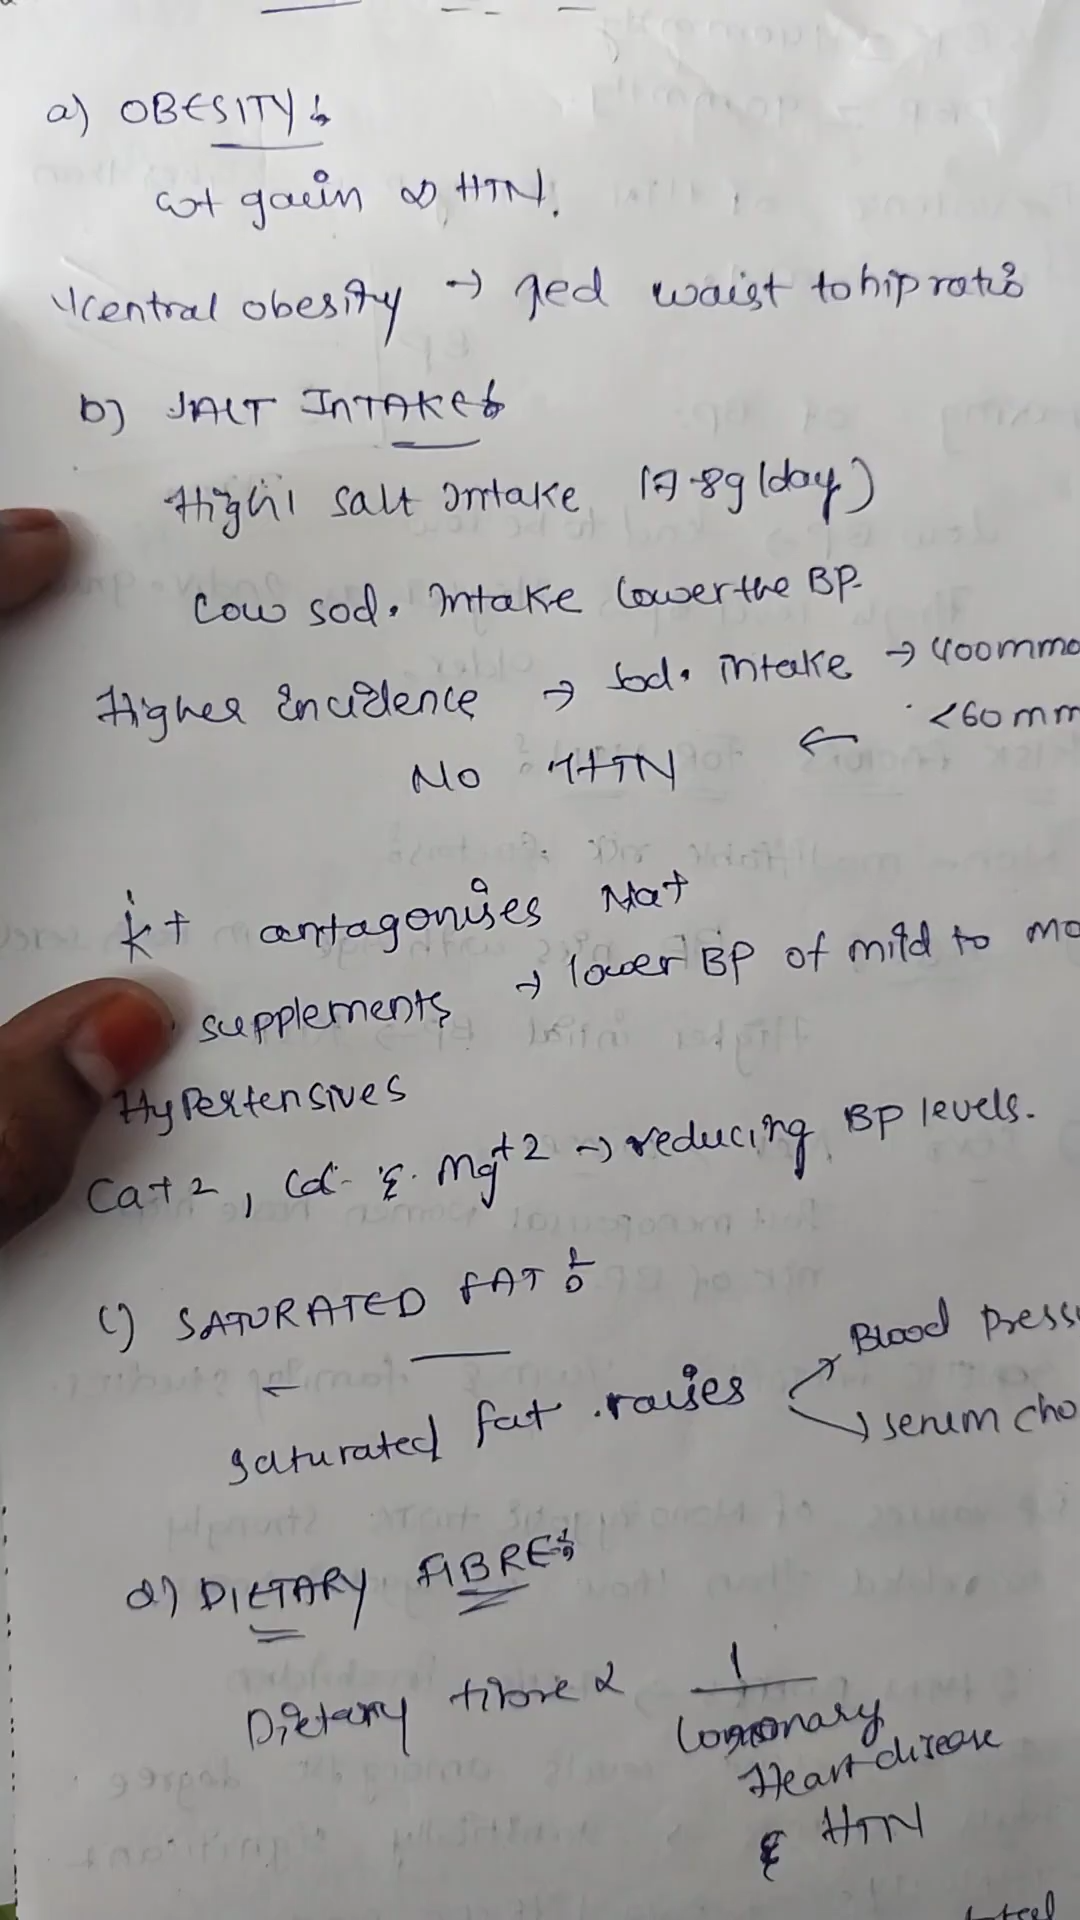 a) OBESITY :
wt gain ∝ HTN.
Central obesity → ↑ed waist to hip ratio
b) SALT INTAKE :
High salt Intake (7-8g/day)
Low sod. Intake lower the BP.
Higher incidence → sod. intake → 400mmo
<60mm
No HTN ←
K+ antagonises Na+
supplements → lower BP of mild to mo
Hypertensives
Ca+2, Cd & Mg+2 → reducing BP levels.
c) SATURATED FAT :
saturated fat raises
Blood Press
serum cho
d) DIETARY FIBRE :
Dietary fibre ∝ 1
Coronary
Heart disease
& HTN